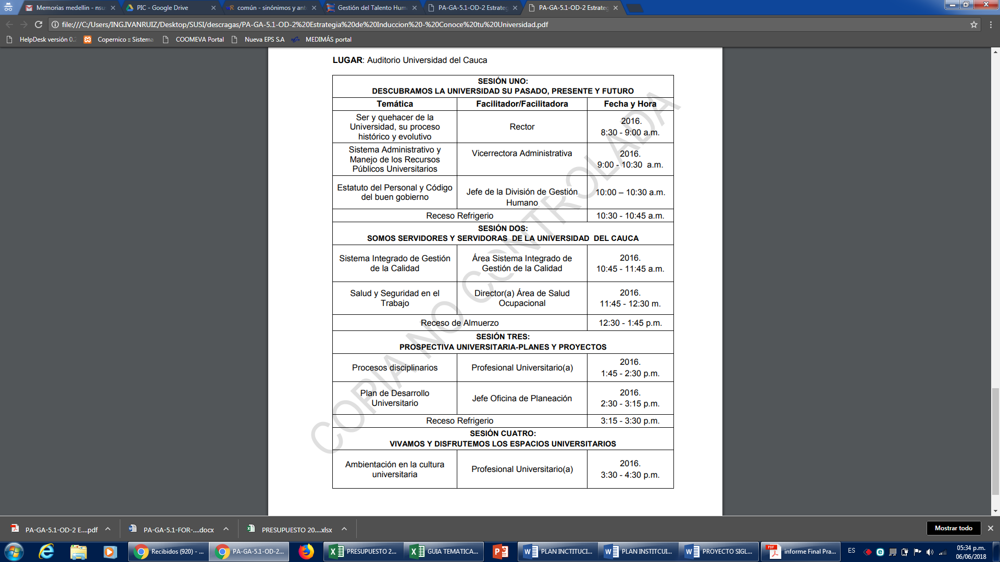 Memorias medellin - nsu
PIC - Google Drive
común - sinónimos y ant
Gestión del Talento Hum
PA-GA-5.1-OD-2 Estrateg
PA-GA-5.1-OD-2 Estrateg
file:///C:/Users/ING.IVANRUIZ/Desktop/SUSI/descragas/PA-GA-5.1-OD-2%20Estrategia%20de%20Induccion%20-%20Conoce%20tu%20Universidad.pdf
HelpDesk versión 0.2
Copernico :: Sistema
COOMEVA Portal
Nueva EPS S.A
MEDIMÁS portal
LUGAR: Auditorio Universidad del Cauca
SESIÓN UNO:
DESCUBRAMOS LA UNIVERSIDAD SU PASADO, PRESENTE Y FUTURO
Temática
Facilitador/Facilitadora
Fecha y Hora
Ser y quehacer de la
Universidad, su proceso
histórico y evolutivo
Rector
2016.
8:30 - 9:00 a.m.
Sistema Administrativo y
Manejo de los Recursos
Públicos Universitarios
Vicerrectora Administrativa
2016.
9:00 - 10:30 a.m.
Estatuto del Personal y Código
del buen gobierno
Jefe de la División de Gestión
Humano
10:00 – 10:30 a.m.
Receso Refrigerio
10:30 - 10:45 a.m.
SESIÓN DOS:
SOMOS SERVIDORES Y SERVIDORAS DE LA UNIVERSIDAD DEL CAUCA
Sistema Integrado de Gestión
de la Calidad
Área Sistema Integrado de
Gestión de la Calidad
2016.
10:45 - 11:45 a.m.
Salud y Seguridad en el
Trabajo
Director(a) Área de Salud
Ocupacional
2016.
11:45 - 12:30 m.
Receso de Almuerzo
12:30 - 1:45 p.m.
SESIÓN TRES:
PROSPECTIVA UNIVERSITARIA-PLANES Y PROYECTOS
Procesos disciplinarios
Profesional Universitario(a)
2016.
1:45 - 2:30 p.m.
Plan de Desarrollo
Universitario
Jefe Oficina de Planeación
2016.
2:30 - 3:15 p.m.
Receso Refrigerio
3:15 - 3:30 p.m.
SESIÓN CUATRO:
VIVAMOS Y DISFRUTEMOS LOS ESPACIOS UNIVERSITARIOS
Ambientación en la cultura
universitaria
Profesional Universitario(a)
2016.
3:30 - 4:30 p.m.
COPIA NO CONTROLADA
PA-GA-5.1-OD-2 E....pdf
PA-GA-5.1-FOR-....docx
PRESUPUESTO 20....xlsx
Mostrar todo
Recibidos (920) - ...
PA-GA-5.1-OD-2...
PRESUPUESTO 2...
GUIA TEMATICA...
PLAN INCTITUCI...
PLAN INSTITCUI...
PROYECTO SIGL...
informe Final Pra...
ES
05:34 p.m.
06/06/2018